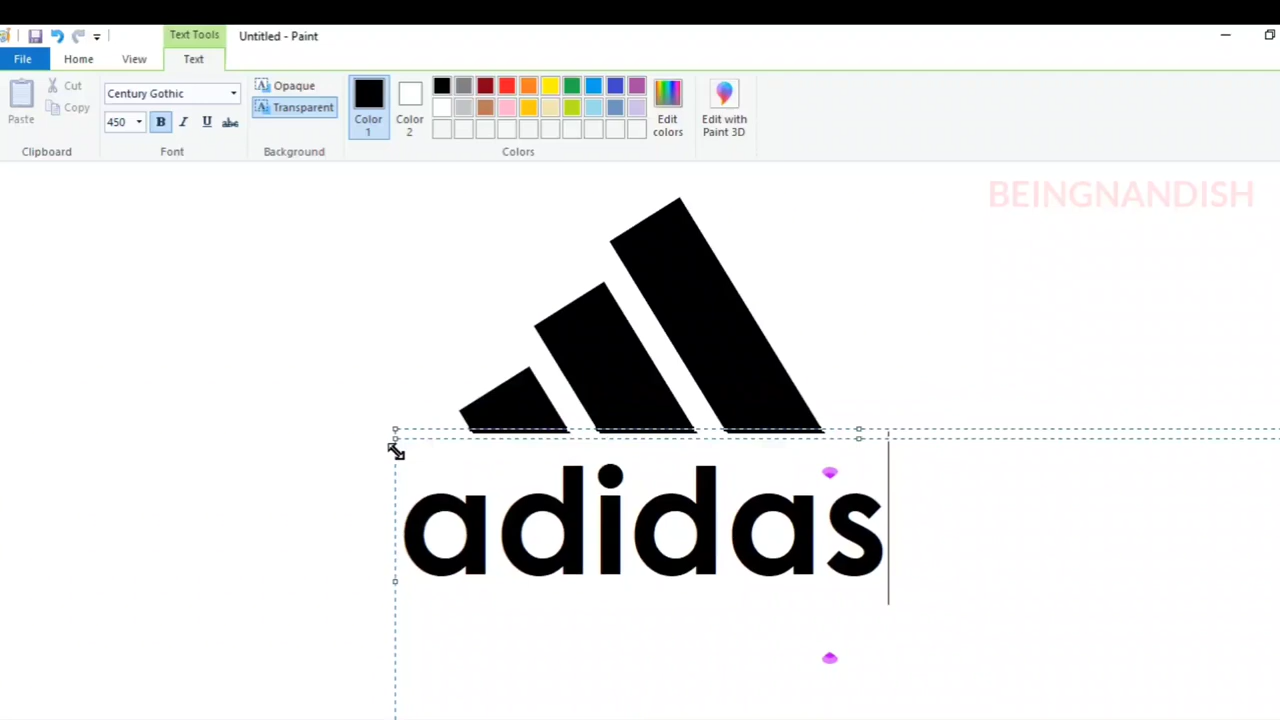 Text Tools
Untitled - Paint
File
Home
View
Text
Paste
Cut
Copy
Clipboard
Century Gothic
450
B
I
U
abc
Font
Opaque
Transparent
Background
Color 1
Color 2
Edit colors
Colors
Edit with Paint 3D
BEINGNANDISH
adidas